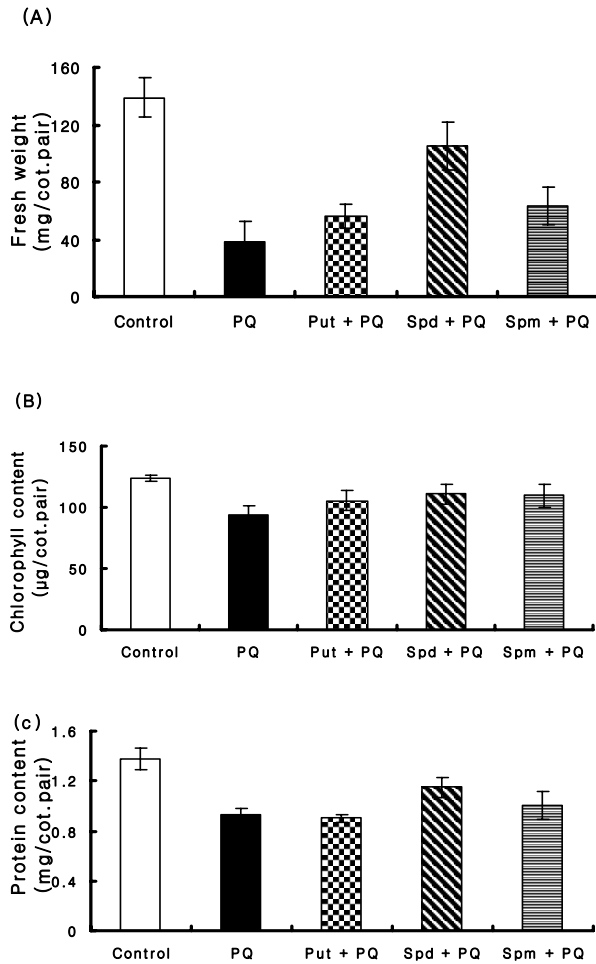 (A)
Fresh weight
(mg/cot.pair)
160
120
80
40
0
Control PQ Put + PQ Spd + PQ Spm + PQ
(B)
Chlorophyll content
(μg/cot.pair)
150
100
50
0
Control PQ Put + PQ Spd + PQ Spm + PQ
(c)
Protein content
(mg/cot.pair)
1.6
1.2
0.8
0.4
0
Control PQ Put + PQ Spd + PQ Spm + PQ